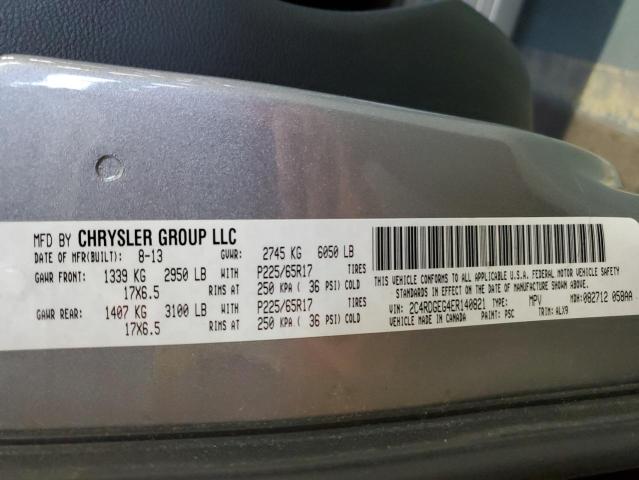 MFD BY CHRYSLER GROUP LLC
DATE OF MFR(BUILT): 8-13 GVWR: 2745 KG 6050 LB
GAWR FRONT: 1339 KG 2950 LB WITH P225/65R17 TIRES
17X6.5 RIMS AT 250 KPA ( 36 PSI) COLD
GAWR REAR: 1407 KG 3100 LB WITH P225/65R17 TIRES
17X6.5 RIMS AT 250 KPA ( 36 PSI) COLD
THIS VEHICLE CONFORMS TO ALL APPLICABLE U.S.A. FEDERAL MOTOR VEHICLE SAFETY
STANDARDS IN EFFECT ON THE DATE OF MANUFACTURE SHOWN ABOVE.
VIN: 2C4RDGEG4ER140821 TYPE: MPV MDH: 082712 058AA
VEHICLE MADE IN CANADA PAINT: PSC TRIM: ALX9